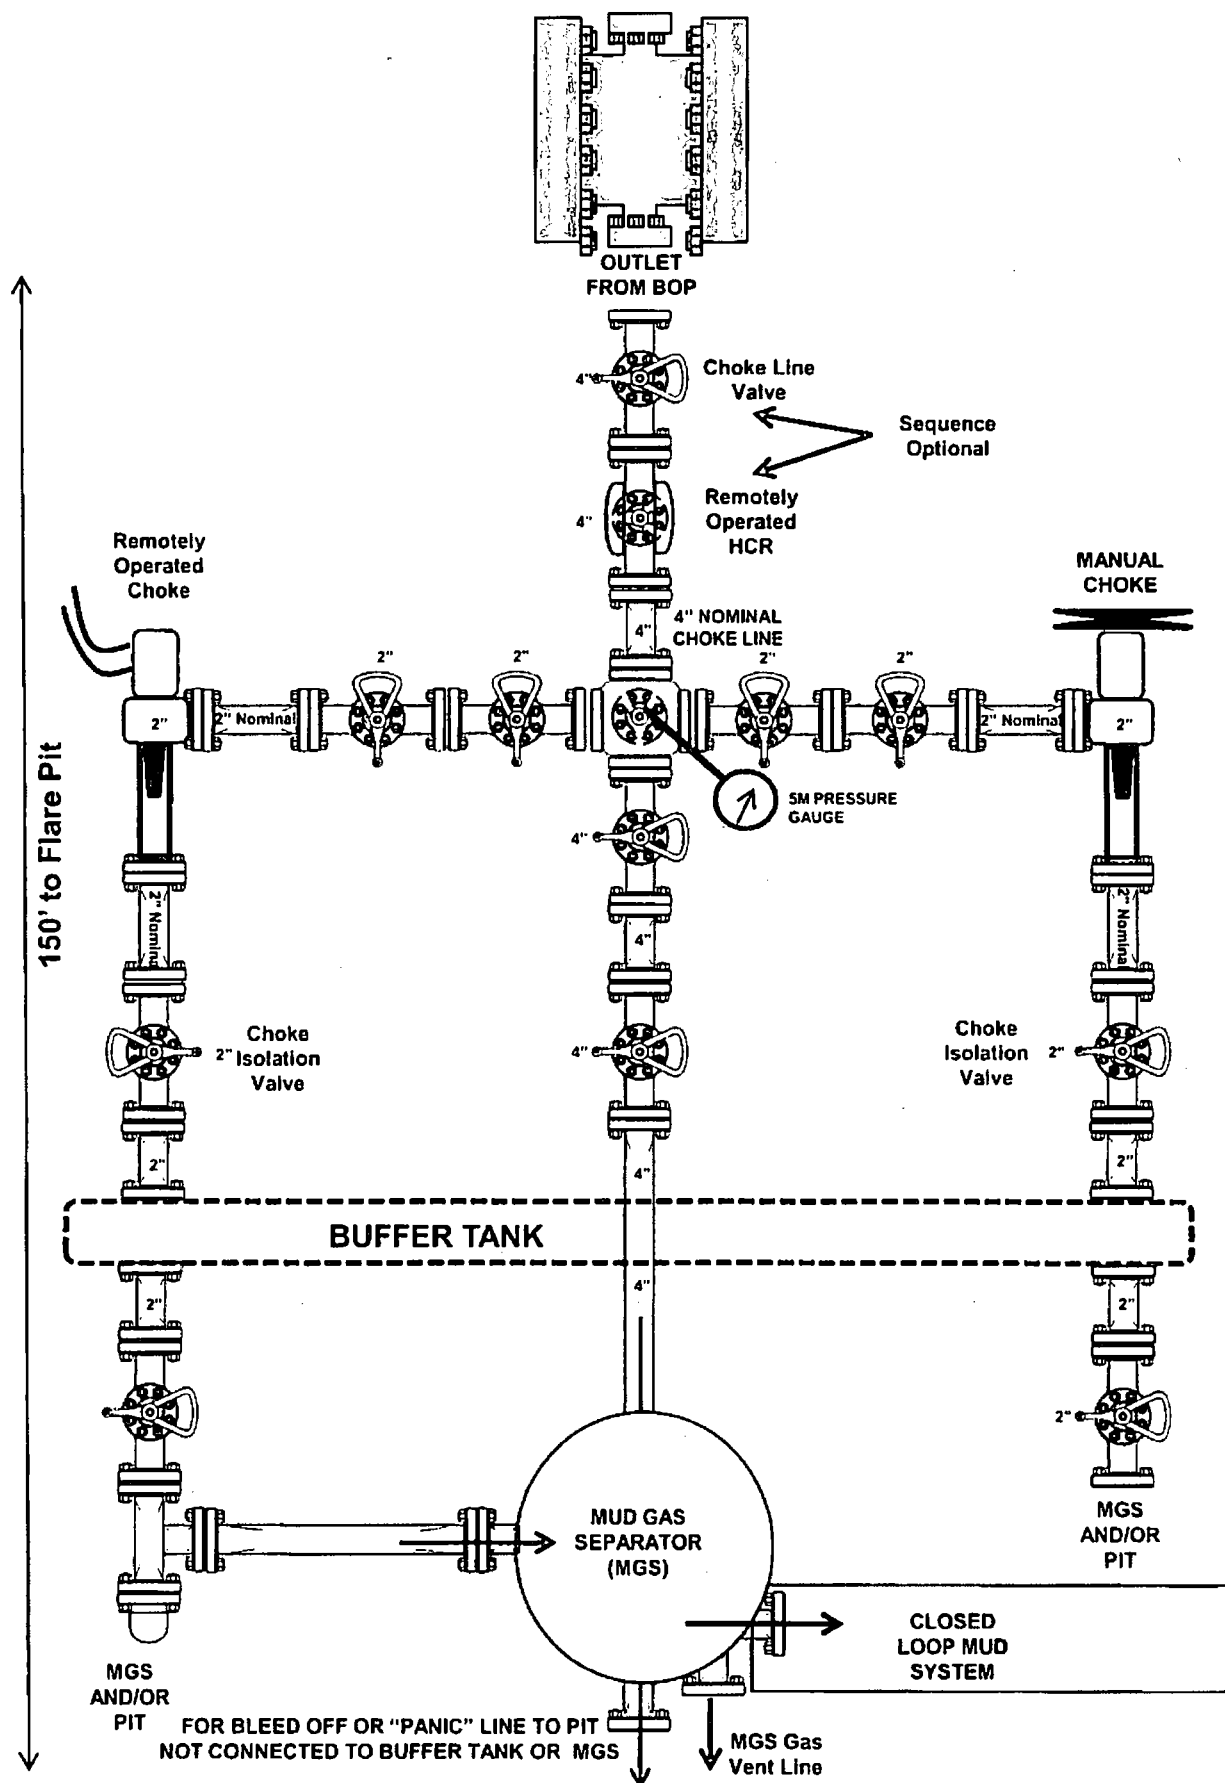 OUTLET
FROM BOP
4"
Choke Line
Valve
Sequence
Optional
4"
Remotely
Operated
HCR
Remotely
Operated
Choke
MANUAL
CHOKE
4"
4" NOMINAL
CHOKE LINE
2"
2"
2"
2"
2"
2" Nominal
2" Nominal
2"
5M PRESSURE
GAUGE
4"
150' to Flare Pit
2" Nominal
4"
2" Nominal
2"
Choke
Isolation
Valve
4"
Choke
Isolation
Valve
2"
2"
4"
2"
BUFFER TANK
2"
4"
2"
2"
MUD GAS
SEPARATOR
(MGS)
MGS
AND/OR
PIT
CLOSED
LOOP MUD
SYSTEM
MGS
AND/OR
PIT
FOR BLEED OFF OR "PANIC" LINE TO PIT
NOT CONNECTED TO BUFFER TANK OR MGS
MGS Gas
Vent Line